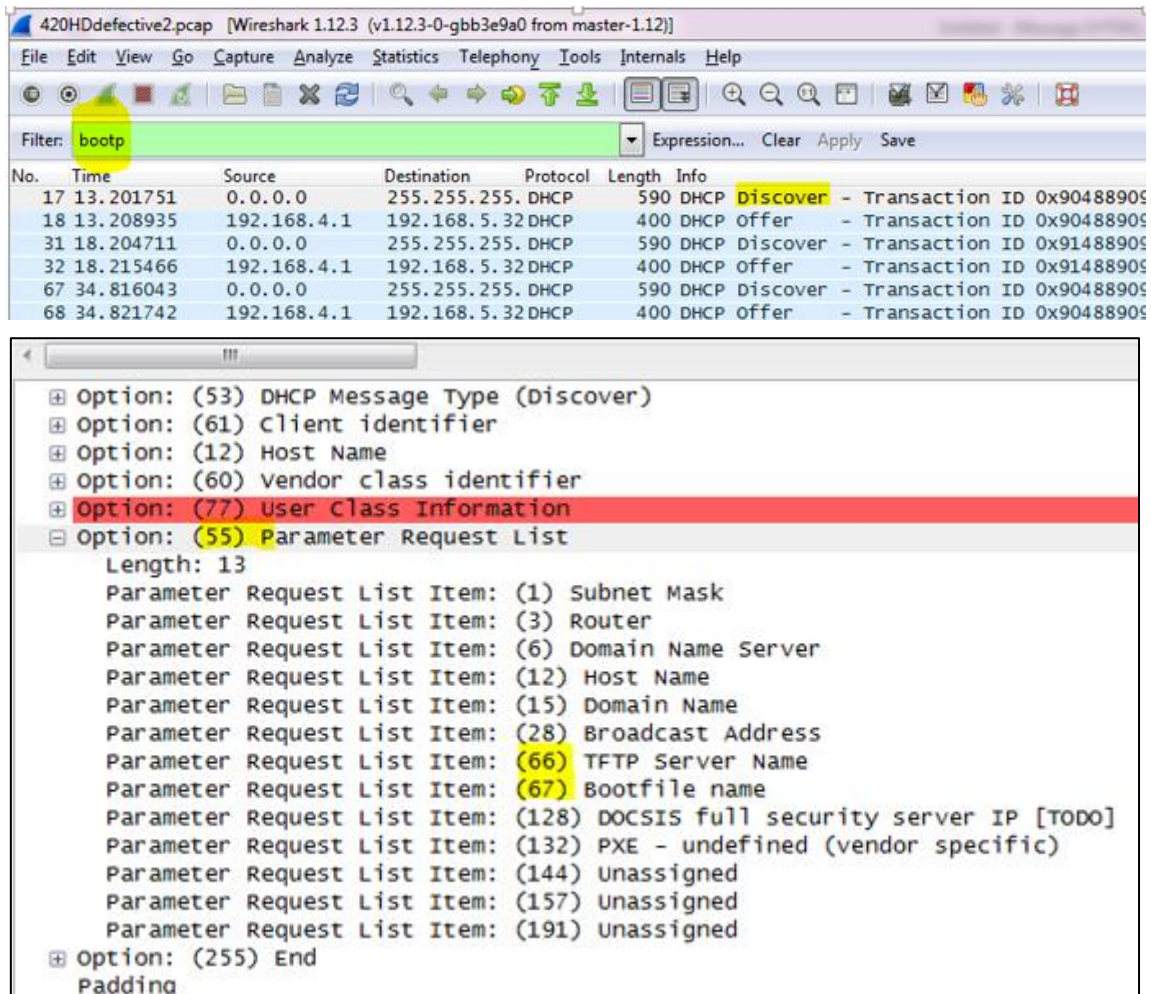 420HDdefective2.pcap [Wireshark 1.12.3 (v1.12.3-0-gbb3e9a0 from master-1.12)]
File Edit View Go Capture Analyze Statistics Telephony Tools Internals Help
Filter: bootp Expression... Clear Apply Save
No. Time Source Destination Protocol Length Info
17 13.201751 0.0.0.0 255.255.255. DHCP 590 DHCP Discover - Transaction ID 0x90488909
18 13.208935 192.168.4.1 192.168.5.32 DHCP 400 DHCP Offer - Transaction ID 0x90488909
31 18.204711 0.0.0.0 255.255.255. DHCP 590 DHCP Discover - Transaction ID 0x91488909
32 18.215466 192.168.4.1 192.168.5.32 DHCP 400 DHCP Offer - Transaction ID 0x91488909
67 34.816043 0.0.0.0 255.255.255. DHCP 590 DHCP Discover - Transaction ID 0x90488909
68 34.821742 192.168.4.1 192.168.5.32 DHCP 400 DHCP Offer - Transaction ID 0x90488909
Option: (53) DHCP Message Type (Discover)
Option: (61) Client identifier
Option: (12) Host Name
Option: (60) Vendor class identifier
Option: (77) User Class Information
Option: (55) Parameter Request List
Length: 13
Parameter Request List Item: (1) Subnet Mask
Parameter Request List Item: (3) Router
Parameter Request List Item: (6) Domain Name Server
Parameter Request List Item: (12) Host Name
Parameter Request List Item: (15) Domain Name
Parameter Request List Item: (28) Broadcast Address
Parameter Request List Item: (66) TFTP Server Name
Parameter Request List Item: (67) Bootfile name
Parameter Request List Item: (128) DOCSIS full security server IP [TODO]
Parameter Request List Item: (132) PXE - undefined (vendor specific)
Parameter Request List Item: (144) Unassigned
Parameter Request List Item: (157) Unassigned
Parameter Request List Item: (191) Unassigned
Option: (255) End
Padding